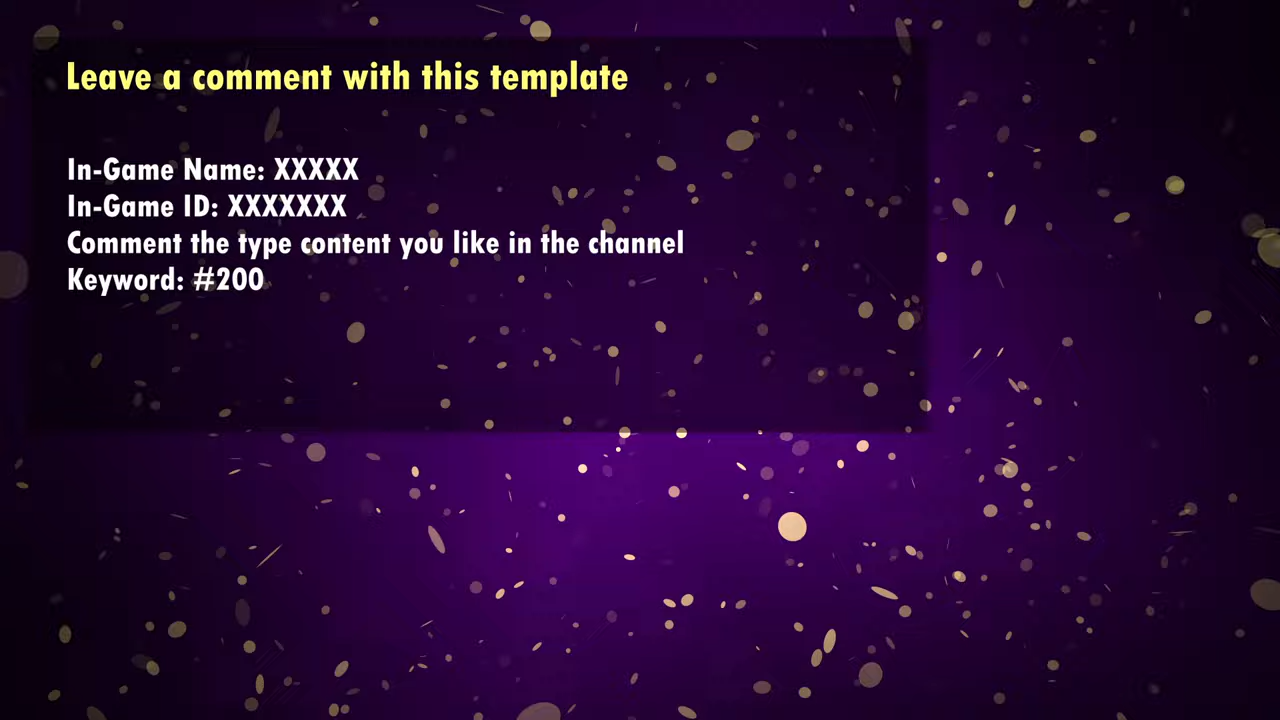 Leave a comment with this template
In-Game Name: XXXXX
In-Game ID: XXXXXXX
Comment the type content you like in the channel
Keyword: #200